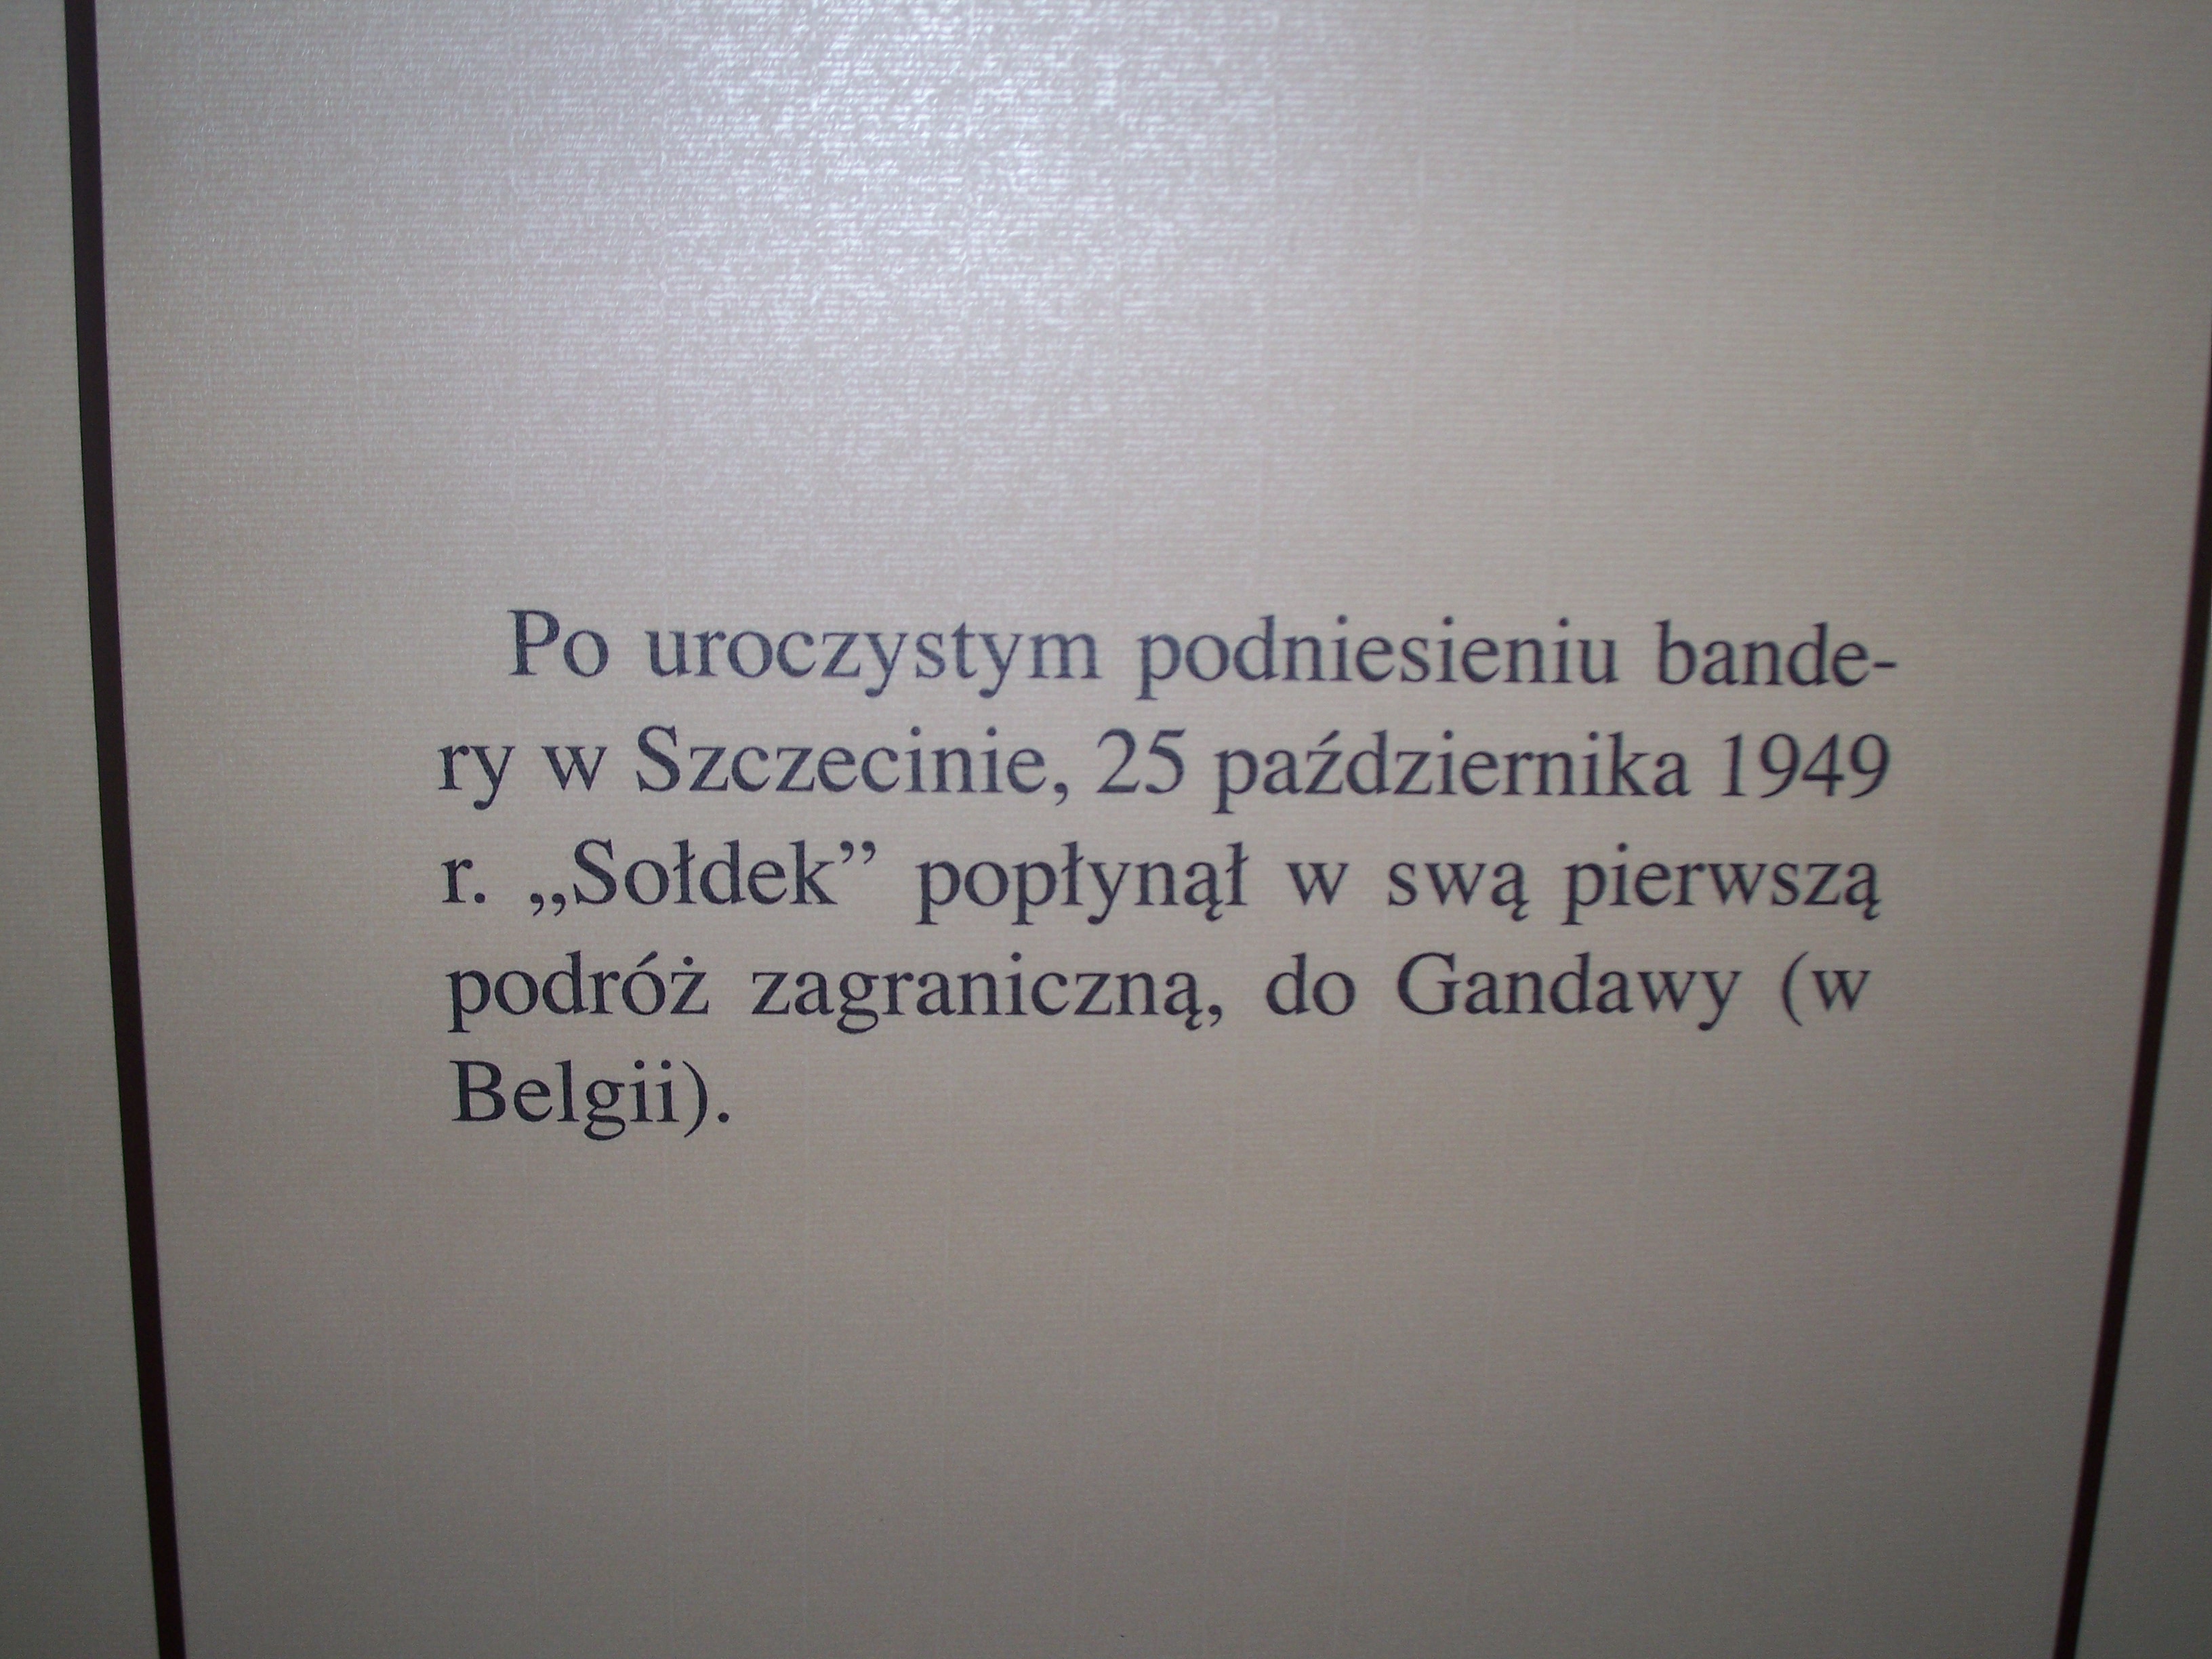 Po uroczystym podniesieniu bande-
ry w Szczecinie, 25 października 1949
r. „Sołdek” popłynął w swą pierwszą
podróż zagraniczną, do Gandawy (w
Belgii).